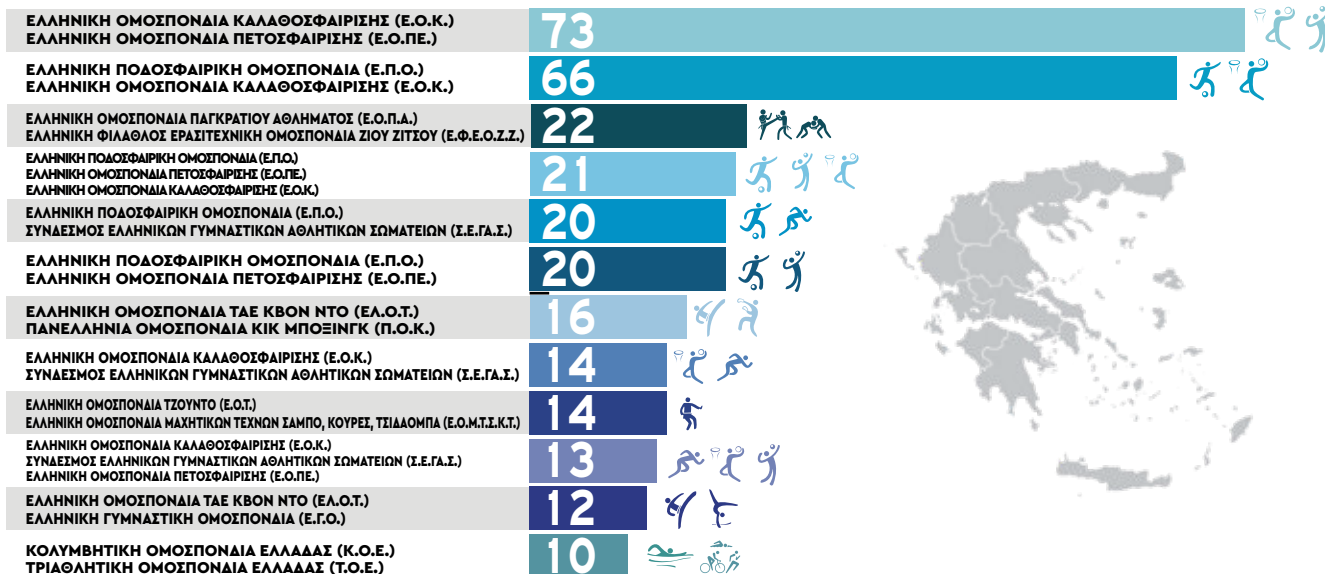 ΕΛΛΗΝΙΚΗ ΟΜΟΣΠΟΝΔΙΑ ΚΑΛΑΘΟΣΦΑΙΡΙΣΗΣ (Ε.Ο.Κ.)
ΕΛΛΗΝΙΚΗ ΟΜΟΣΠΟΝΔΙΑ ΠΕΤΟΣΦΑΙΡΙΣΗΣ (Ε.Ο.ΠΕ.)
73
ΕΛΛΗΝΙΚΗ ΠΟΔΟΣΦΑΙΡΙΚΗ ΟΜΟΣΠΟΝΔΙΑ (Ε.Π.Ο.)
ΕΛΛΗΝΙΚΗ ΟΜΟΣΠΟΝΔΙΑ ΚΑΛΑΘΟΣΦΑΙΡΙΣΗΣ (Ε.Ο.Κ.)
66
ΕΛΛΗΝΙΚΗ ΟΜΟΣΠΟΝΔΙΑ ΠΑΓΚΡΑΤΙΟΥ ΑΘΛΗΜΑΤΟΣ (Ε.Ο.Π.Α.)
ΕΛΛΗΝΙΚΗ ΦΙΛΑΘΛΟΣ ΕΡΑΣΙΤΕΧΝΙΚΗ ΟΜΟΣΠΟΝΔΙΑ ΖΙΟΥ ΖΙΤΣΟΥ (Ε.Φ.Ε.Ο.Ζ.Ζ.)
22
ΕΛΛΗΝΙΚΗ ΠΟΔΟΣΦΑΙΡΙΚΗ ΟΜΟΣΠΟΝΔΙΑ (Ε.Π.Ο.)
ΕΛΛΗΝΙΚΗ ΟΜΟΣΠΟΝΔΙΑ ΠΕΤΟΣΦΑΙΡΙΣΗΣ (Ε.Ο.ΠΕ.)
ΕΛΛΗΝΙΚΗ ΟΜΟΣΠΟΝΔΙΑ ΚΑΛΑΘΟΣΦΑΙΡΙΣΗΣ (Ε.Ο.Κ.)
21
ΕΛΛΗΝΙΚΗ ΠΟΔΟΣΦΑΙΡΙΚΗ ΟΜΟΣΠΟΝΔΙΑ (Ε.Π.Ο.)
ΣΥΝΔΕΣΜΟΣ ΕΛΛΗΝΙΚΩΝ ΓΥΜΝΑΣΤΙΚΩΝ ΑΘΛΗΤΙΚΩΝ ΣΩΜΑΤΕΙΩΝ (Σ.Ε.ΓΑ.Σ.)
20
ΕΛΛΗΝΙΚΗ ΠΟΔΟΣΦΑΙΡΙΚΗ ΟΜΟΣΠΟΝΔΙΑ (Ε.Π.Ο.)
ΕΛΛΗΝΙΚΗ ΟΜΟΣΠΟΝΔΙΑ ΠΕΤΟΣΦΑΙΡΙΣΗΣ (Ε.Ο.ΠΕ.)
20
ΕΛΛΗΝΙΚΗ ΟΜΟΣΠΟΝΔΙΑ ΤΑΕ ΚΒΟΝ ΝΤΟ (ΕΛ.Ο.Τ.)
ΠΑΝΕΛΛΗΝΙΑ ΟΜΟΣΠΟΝΔΙΑ ΚΙΚ ΜΠΟΞΙΝΓΚ (Π.Ο.Κ.)
16
ΕΛΛΗΝΙΚΗ ΟΜΟΣΠΟΝΔΙΑ ΚΑΛΑΘΟΣΦΑΙΡΙΣΗΣ (Ε.Ο.Κ.)
ΣΥΝΔΕΣΜΟΣ ΕΛΛΗΝΙΚΩΝ ΓΥΜΝΑΣΤΙΚΩΝ ΑΘΛΗΤΙΚΩΝ ΣΩΜΑΤΕΙΩΝ (Σ.Ε.ΓΑ.Σ.)
14
ΕΛΛΗΝΙΚΗ ΟΜΟΣΠΟΝΔΙΑ ΤΖΟΥΝΤΟ (Ε.Ο.Τ.)
ΕΛΛΗΝΙΚΗ ΟΜΟΣΠΟΝΔΙΑ ΜΑΧΗΤΙΚΩΝ ΤΕΧΝΩΝ ΣΑΜΠΟ, ΚΟΥΡΕΣ, ΤΣΙΔΑΟΜΠΑ (Ε.Ο.Μ.Τ.Σ.Κ.Τ.)
14
ΕΛΛΗΝΙΚΗ ΟΜΟΣΠΟΝΔΙΑ ΚΑΛΑΘΟΣΦΑΙΡΙΣΗΣ (Ε.Ο.Κ.)
ΣΥΝΔΕΣΜΟΣ ΕΛΛΗΝΙΚΩΝ ΓΥΜΝΑΣΤΙΚΩΝ ΑΘΛΗΤΙΚΩΝ ΣΩΜΑΤΕΙΩΝ (Σ.Ε.ΓΑ.Σ.)
ΕΛΛΗΝΙΚΗ ΟΜΟΣΠΟΝΔΙΑ ΠΕΤΟΣΦΑΙΡΙΣΗΣ (Ε.Ο.ΠΕ.)
13
ΕΛΛΗΝΙΚΗ ΟΜΟΣΠΟΝΔΙΑ ΤΑΕ ΚΒΟΝ ΝΤΟ (ΕΛ.Ο.Τ.)
ΕΛΛΗΝΙΚΗ ΓΥΜΝΑΣΤΙΚΗ ΟΜΟΣΠΟΝΔΙΑ (Ε.Γ.Ο.)
12
ΚΟΛΥΜΒΗΤΙΚΗ ΟΜΟΣΠΟΝΔΙΑ ΕΛΛΑΔΑΣ (Κ.Ο.Ε.)
ΤΡΙΑΘΛΗΤΙΚΗ ΟΜΟΣΠΟΝΔΙΑ ΕΛΛΑΔΑΣ (Τ.Ο.Ε.)
10